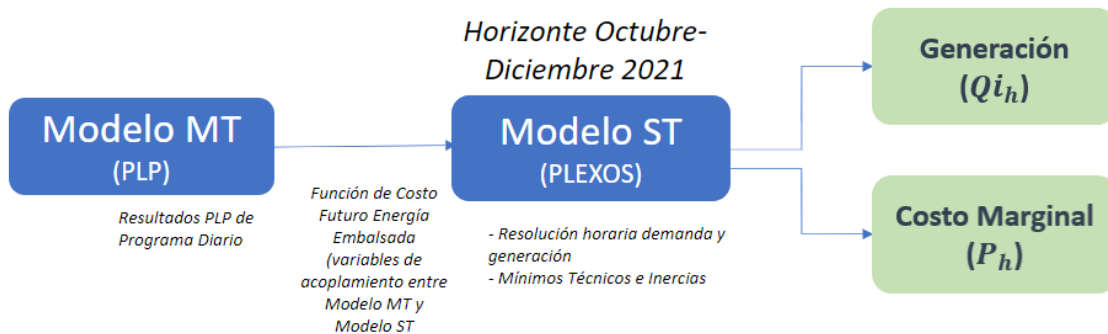 Horizonte Octubre-
Diciembre 2021
Modelo MT
(PLP)
Resultados PLP de
Programa Diario
Función de Costo
Futuro Energía
Embalsada
(variables de
acoplamiento entre
Modelo MT y
Modelo ST
Modelo ST
(PLEXOS)
- Resolución horaria demanda y
generación
- Mínimos Técnicos e Inercias
Generación
(Qi_h)
Costo Marginal
(P_h)